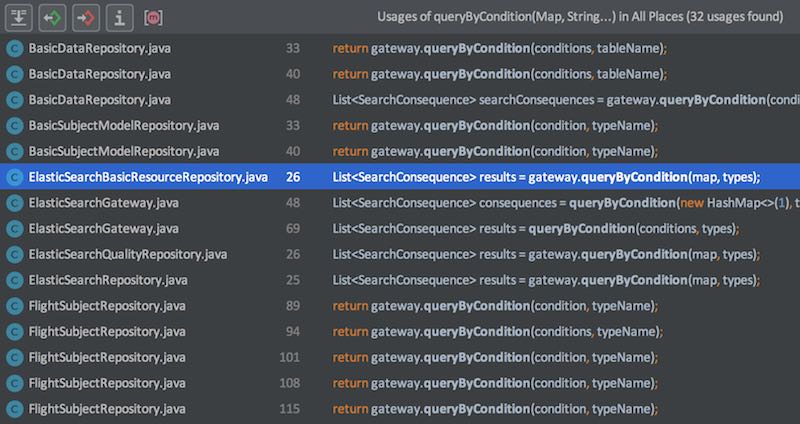 Usages of queryByCondition(Map, String...) in All Places (32 usages found)
BasicDataRepository.java 33 return gateway.queryByCondition(conditions, tableName);
BasicDataRepository.java 40 return gateway.queryByCondition(conditions, tableName);
BasicDataRepository.java 48 List<SearchConsequence> searchConsequences = gateway.queryByCondition(cond
BasicSubjectModelRepository.java 33 return gateway.queryByCondition(condition, typeName);
BasicSubjectModelRepository.java 40 return gateway.queryByCondition(condition, typeName);
ElasticSearchBasicResourceRepository.java 26 List<SearchConsequence> results = gateway.queryByCondition(map, types);
ElasticSearchGateway.java 48 List<SearchConsequence> consequences = queryByCondition(new HashMap<>(1), t
ElasticSearchGateway.java 69 List<SearchConsequence> results = queryByCondition(conditions, types);
ElasticSearchQualityRepository.java 26 List<SearchConsequence> results = gateway.queryByCondition(map, types);
ElasticSearchRepository.java 25 List<SearchConsequence> results = gateway.queryByCondition(map, types);
FlightSubjectRepository.java 89 return gateway.queryByCondition(condition, typeName);
FlightSubjectRepository.java 94 return gateway.queryByCondition(conditions, typeName);
FlightSubjectRepository.java 101 return gateway.queryByCondition(condition, typeName);
FlightSubjectRepository.java 108 return gateway.queryByCondition(condition, typeName);
FlightSubjectRepository.java 115 return gateway.queryByCondition(condition, typeName);